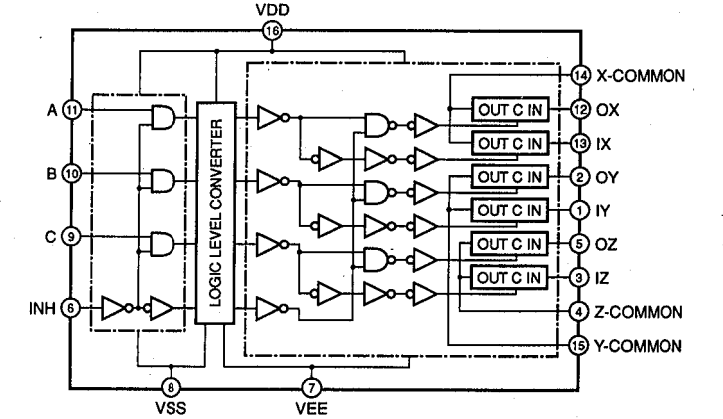 VDD
16
14 X-COMMON
A 11
OUT C IN 12 OX
OUT C IN 13 IX
B 10
OUT C IN 2 OY
OUT C IN 1 IY
C 9
OUT C IN 5 OZ
OUT C IN 3 IZ
LOGIC LEVEL CONVERTER
INH 6
4 Z-COMMON
15 Y-COMMON
8
7
VSS
VEE